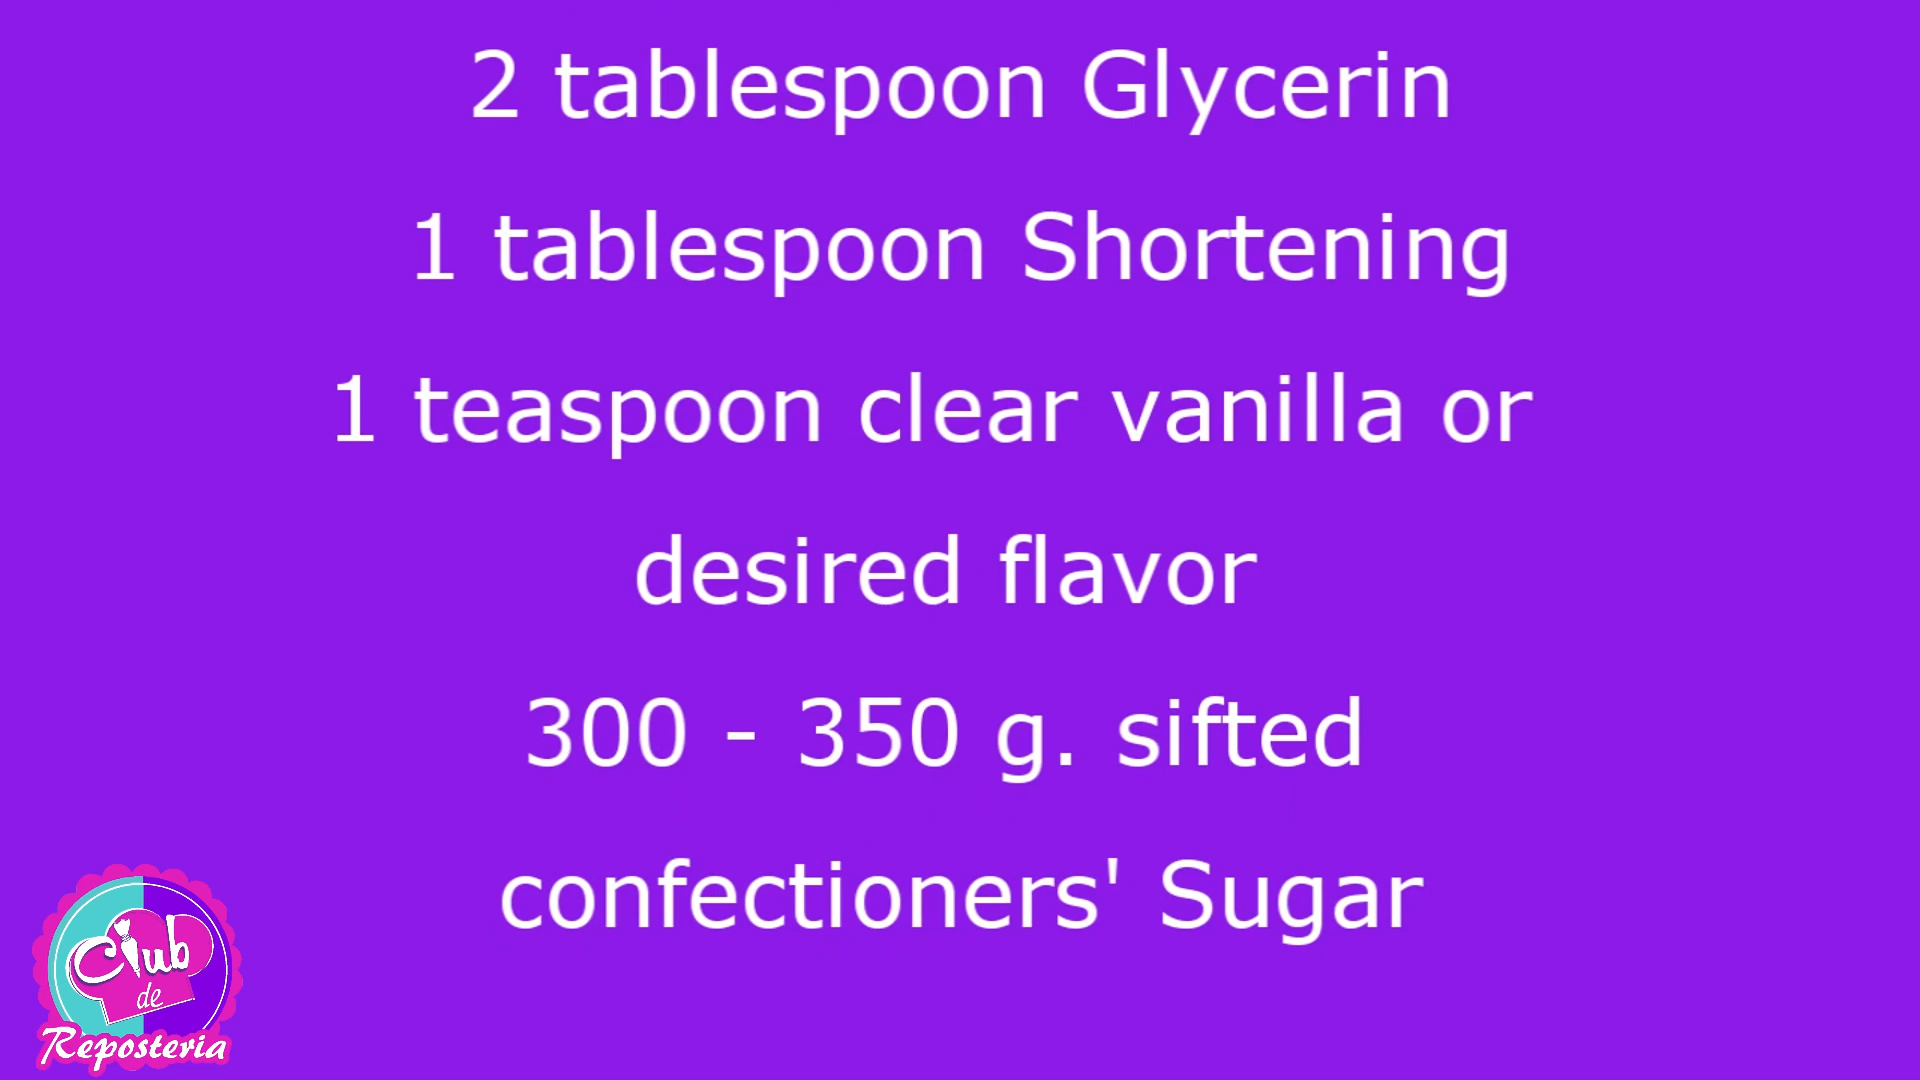 2 tablespoon Glycerin
1 tablespoon Shortening
1 teaspoon clear vanilla or
desired flavor
300 - 350 g. sifted
confectioners' Sugar
Club
de
Reposteria